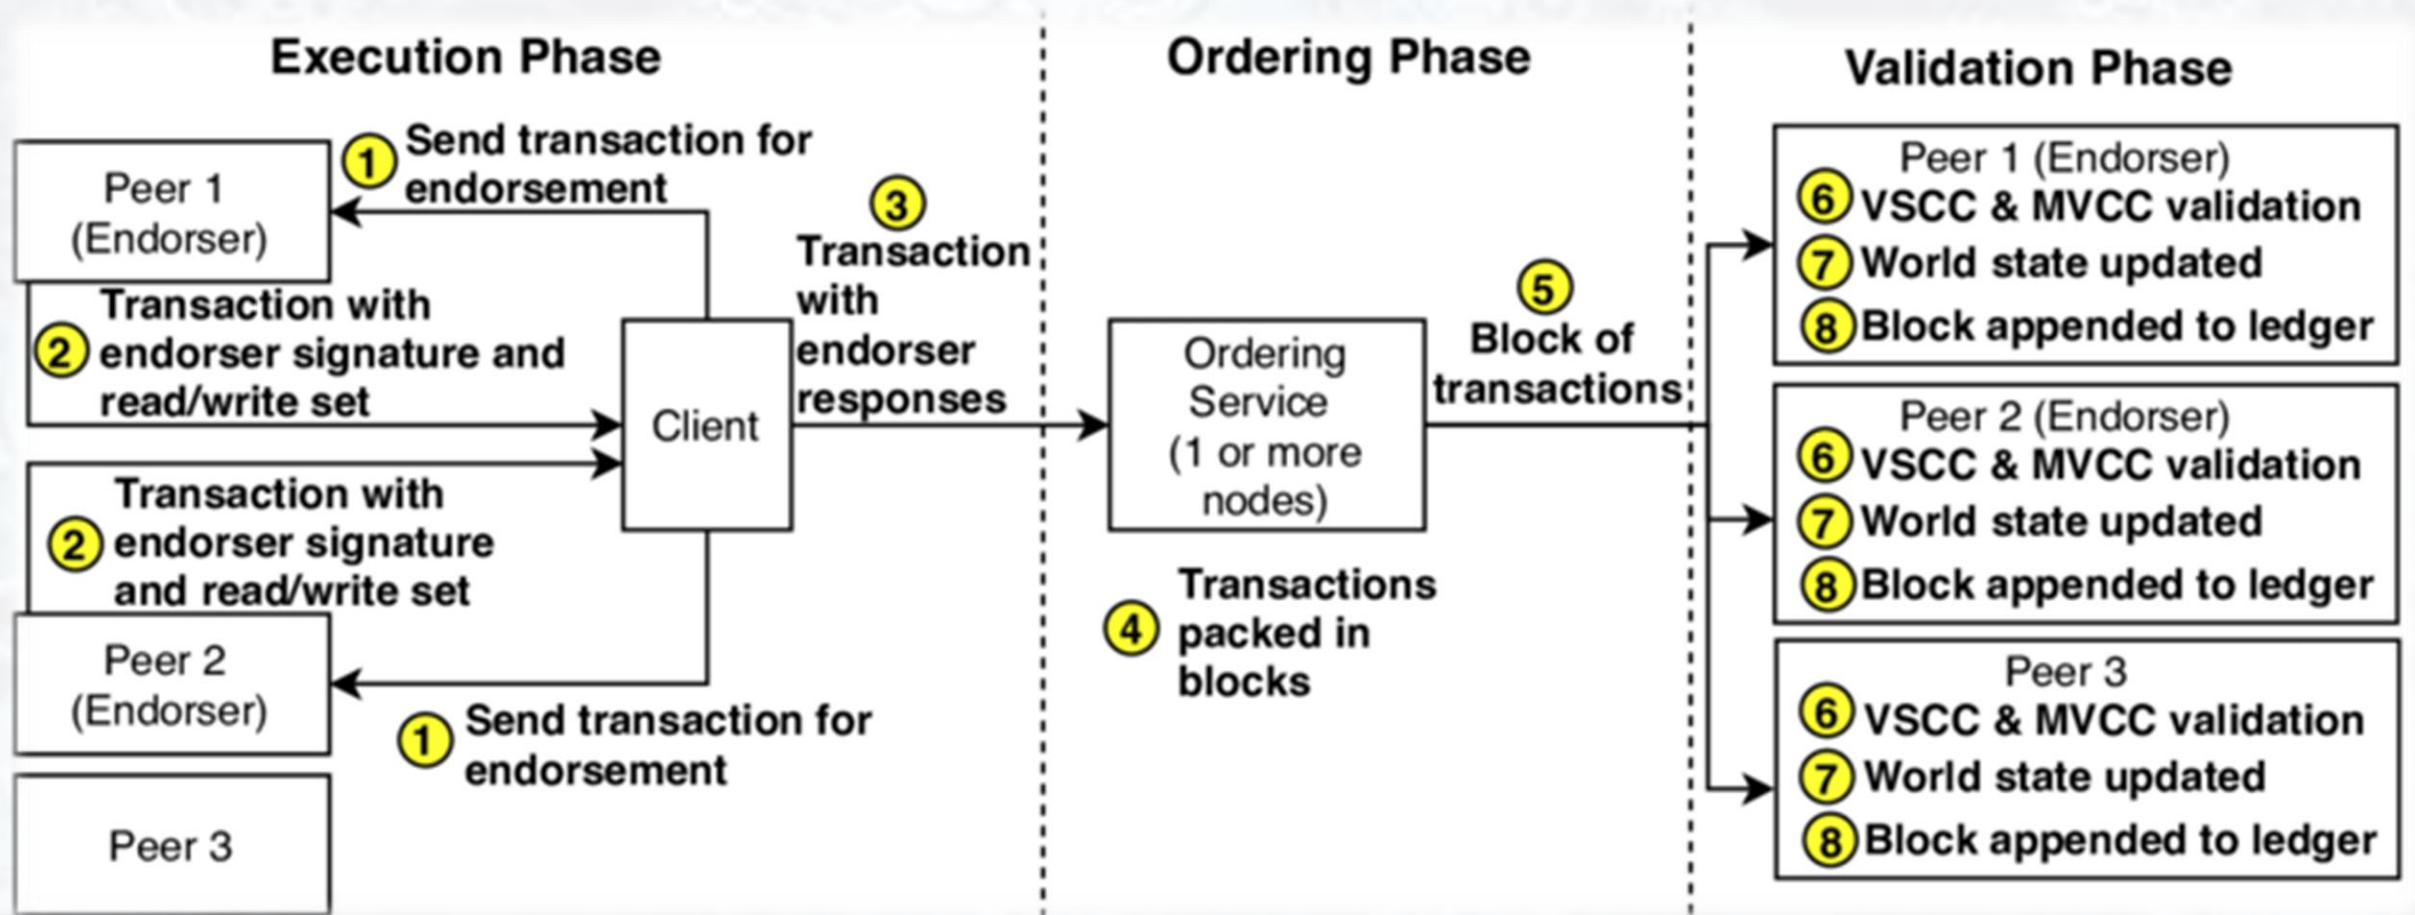 Execution Phase
Ordering Phase
Validation Phase
Peer 1
(Endorser)
1
Send transaction for
endorsement
2
Transaction with
endorser signature and
read/write set
2
Transaction with
endorser signature
and read/write set
Peer 2
(Endorser)
1
Send transaction for
endorsement
Peer 3
Client
3
Transaction
with
endorser
responses
Ordering
Service
(1 or more
nodes)
4
Transactions
packed in
blocks
5
Block of
transactions
Peer 1 (Endorser)
6 VSCC & MVCC validation
7 World state updated
8 Block appended to ledger
Peer 2 (Endorser)
6 VSCC & MVCC validation
7 World state updated
8 Block appended to ledger
Peer 3
6 VSCC & MVCC validation
7 World state updated
8 Block appended to ledger